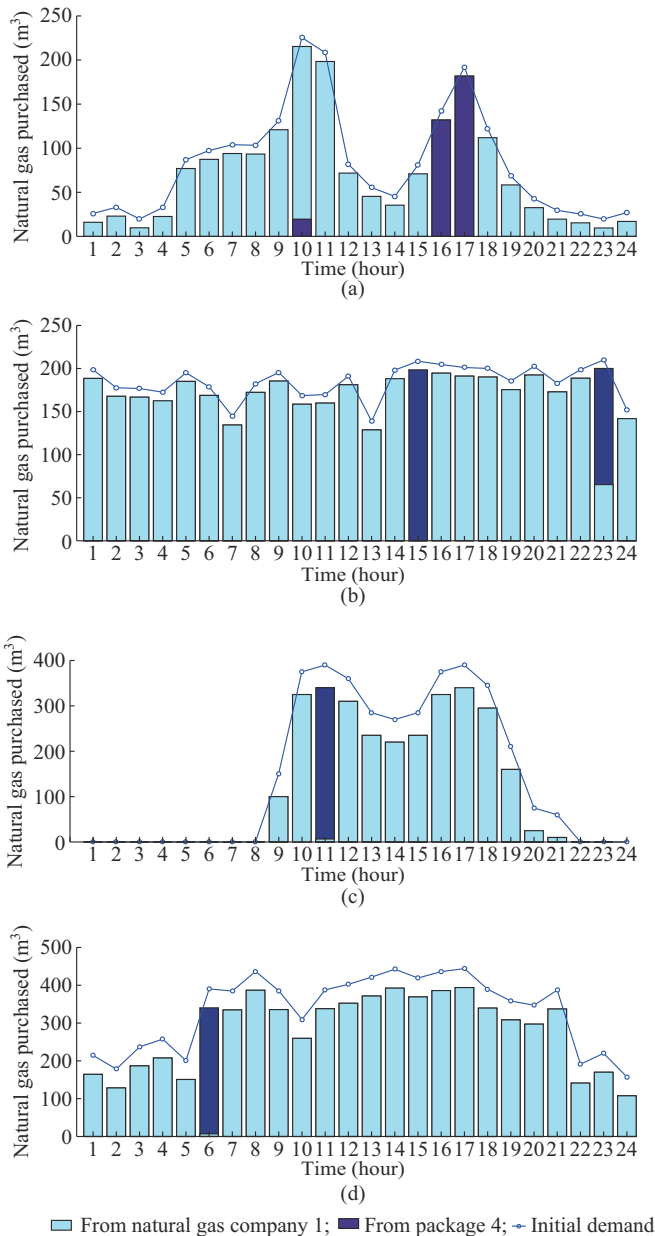 Natural gas purchased (m³)
250
200
150
100
50
0
1 2 3 4 5 6 7 8 9 10 11 12 13 14 15 16 17 18 19 20 21 22 23 24
Time (hour)
(a)
Natural gas purchased (m³)
250
200
150
100
50
0
1 2 3 4 5 6 7 8 9 10 11 12 13 14 15 16 17 18 19 20 21 22 23 24
Time (hour)
(b)
Natural gas purchased (m³)
400
300
200
100
0
1 2 3 4 5 6 7 8 9 10 11 12 13 14 15 16 17 18 19 20 21 22 23 24
Time (hour)
(c)
Natural gas purchased (m³)
500
400
300
200
100
0
1 2 3 4 5 6 7 8 9 10 11 12 13 14 15 16 17 18 19 20 21 22 23 24
Time (hour)
(d)
From natural gas company 1; From package 4; Initial demand